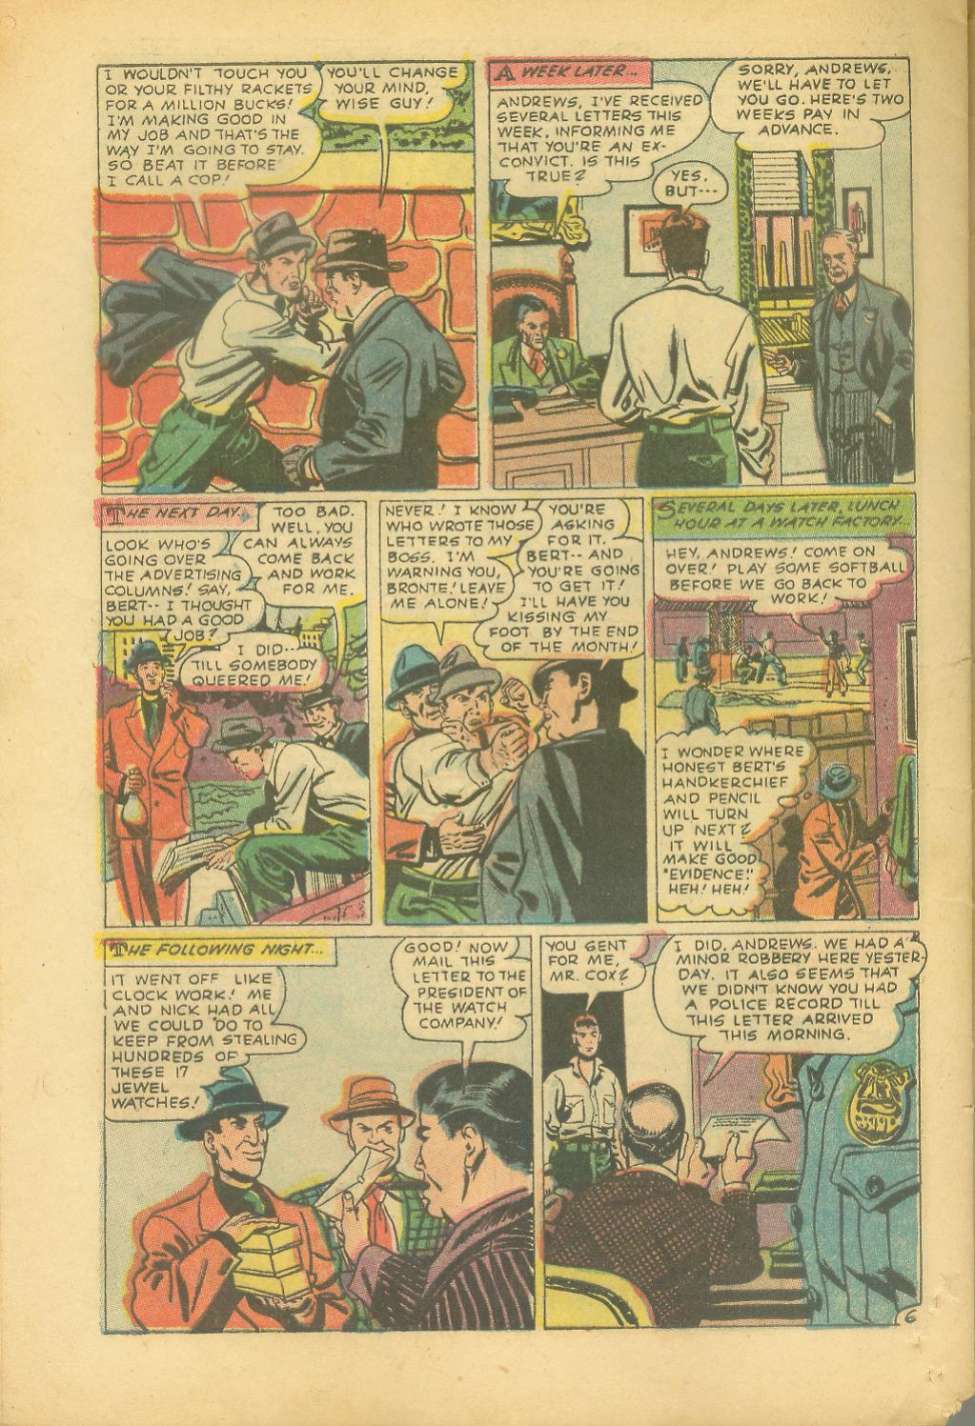 I WOULDN'T TOUCH YOU
OR YOUR FILTHY RACKETS
FOR A MILLION BUCKS!
I'M MAKING GOOD IN
MY JOB AND THAT'S THE
WAY I'M GOING TO STAY.
SO BEAT IT BEFORE
I CALL A COP!
YOU'LL CHANGE
YOUR MIND,
WISE GUY!
A WEEK LATER...
ANDREWS, I'VE RECEIVED
SEVERAL LETTERS THIS
WEEK, INFORMING ME
THAT YOU'RE AN EX-
CONVICT. IS THIS
TRUE?
YES,
BUT---
SORRY, ANDREWS,
WE'LL HAVE TO LET
YOU GO. HERE'S TWO
WEEKS PAY IN
ADVANCE.
THE NEXT DAY..
LOOK WHO'S
GOING OVER
THE ADVERTISING
COLUMNS! SAY,
BERT-- I THOUGHT
YOU HAD A GOOD
JOB?
TOO BAD.
WELL, YOU
CAN ALWAYS
COME BACK
AND WORK
FOR ME.
I DID--
TILL SOMEBODY
QUEERED ME!
NEVER! I KNOW
WHO WROTE THOSE
LETTERS TO MY
BOSS. I'M
WARNING YOU,
BRONTE! LEAVE
ME ALONE!
YOU'RE
ASKING
FOR IT,
BERT-- AND
YOU'RE GOING
TO GET IT!
I'LL HAVE YOU
KISSING MY
FOOT BY THE END
OF THE MONTH!
SEVERAL DAYS LATER, LUNCH
HOUR AT A WATCH FACTORY...
HEY, ANDREWS! COME ON
OVER! PLAY SOME SOFTBALL
BEFORE WE GO BACK TO
WORK!
I WONDER WHERE
HONEST BERT'S
HANDKERCHIEF
AND PENCIL
WILL TURN
UP NEXT?
IT WILL
MAKE GOOD
"EVIDENCE."
HEH! HEH!
THE FOLLOWING NIGHT...
IT WENT OFF LIKE
CLOCK WORK! ME
AND NICK HAD ALL
WE COULD DO TO
KEEP FROM STEALING
HUNDREDS OF
THESE 17
JEWEL
WATCHES!
GOOD! NOW
MAIL THIS
LETTER TO THE
PRESIDENT OF
THE WATCH
COMPANY!
YOU SENT
FOR ME,
MR. COX?
I DID, ANDREWS. WE HAD A
MINOR ROBBERY HERE YESTER-
DAY. IT ALSO SEEMS THAT
WE DIDN'T KNOW YOU HAD
A POLICE RECORD TILL
THIS LETTER ARRIVED
THIS MORNING.
6